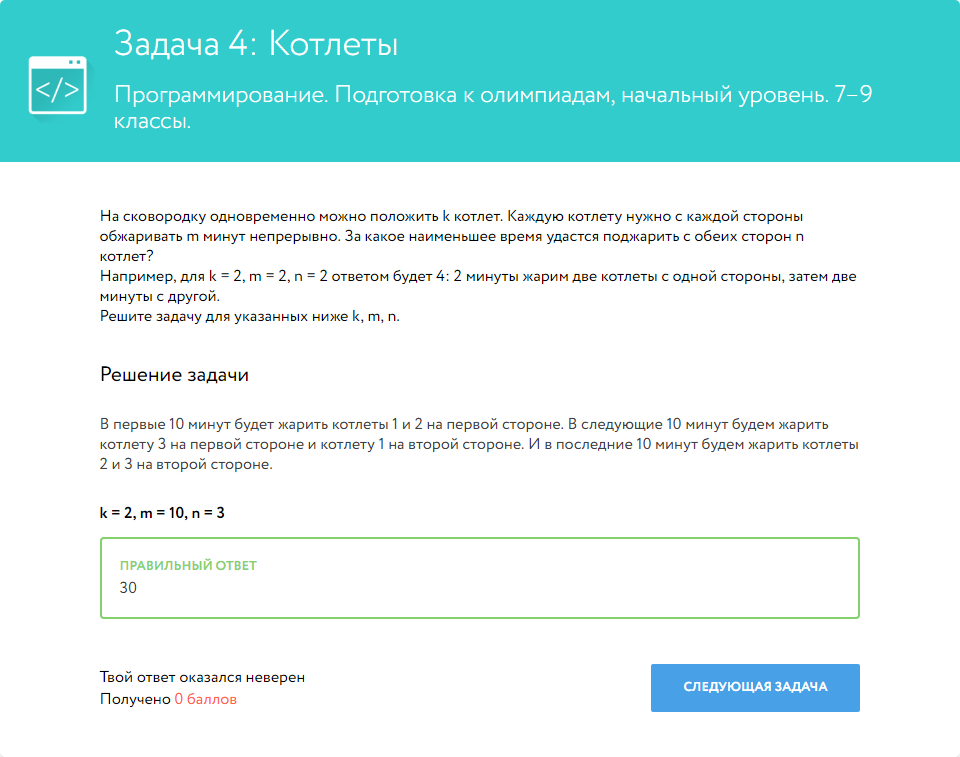 Задача 4: Котлеты
</>
Программирование. Подготовка к олимпиадам, начальный уровень. 7–9
классы.
На сковородку одновременно можно положить k котлет. Каждую котлету нужно с каждой стороны
обжаривать m минут непрерывно. За какое наименьшее время удастся поджарить с обеих сторон n
котлет?
Например, для k = 2, m = 2, n = 2 ответом будет 4: 2 минуты жарим две котлеты с одной стороны, затем две
минуты с другой.
Решите задачу для указанных ниже k, m, n.
Решение задачи
В первые 10 минут будет жарить котлеты 1 и 2 на первой стороне. В следующие 10 минут будем жарить
котлету 3 на первой стороне и котлету 1 на второй стороне. И в последние 10 минут будем жарить котлеты
2 и 3 на второй стороне.
k = 2, m = 10, n = 3
ПРАВИЛЬНЫЙ ОТВЕТ
30
Твой ответ оказался неверен
Получено 0 баллов
СЛЕДУЮЩАЯ ЗАДАЧА